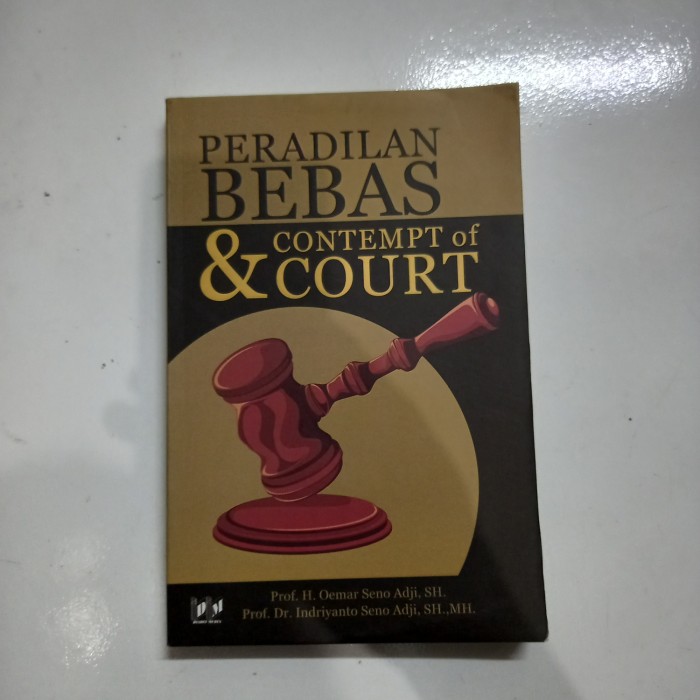 PERADILAN
BEBAS
& CONTEMPT of
COURT
Prof. H. Oemar Seno Adji, SH.
Prof. Dr. Indriyanto Seno Adji, SH.,MH.